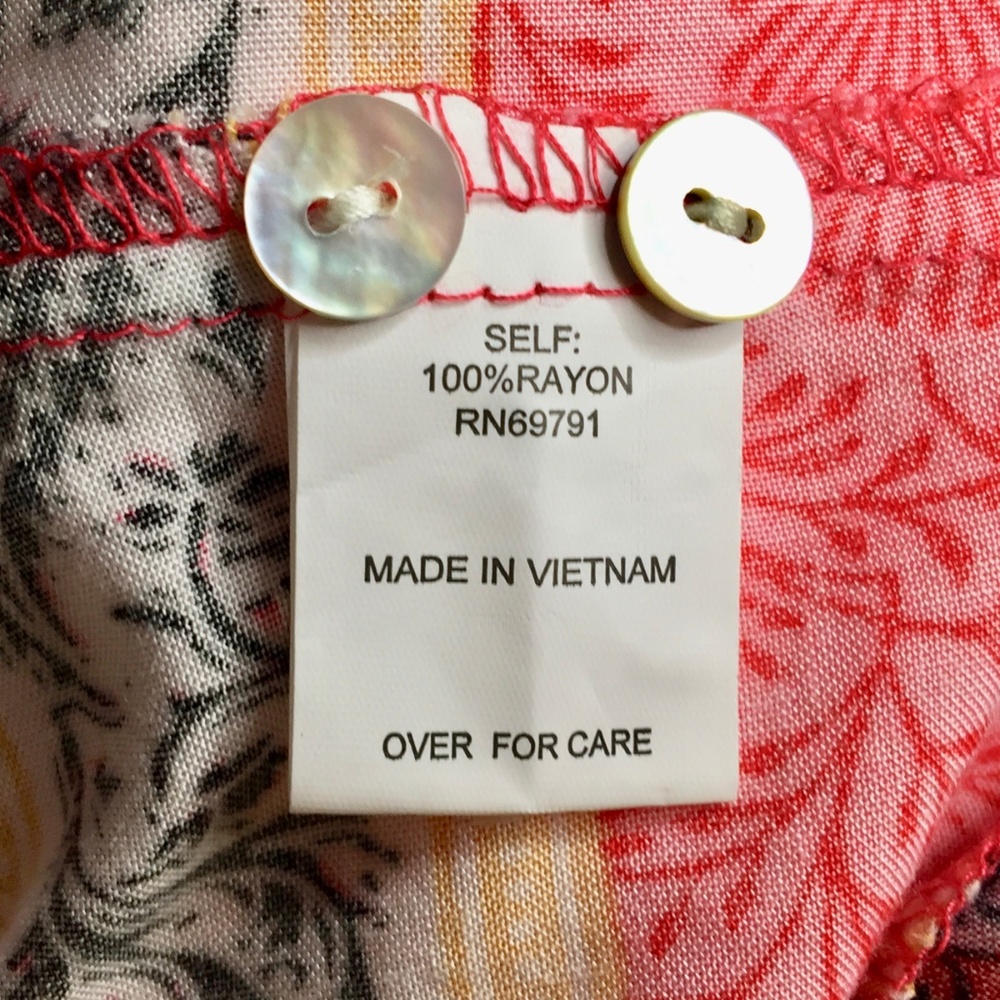 SELF:
100%RAYON
RN69791
MADE IN VIETNAM
OVER FOR CARE